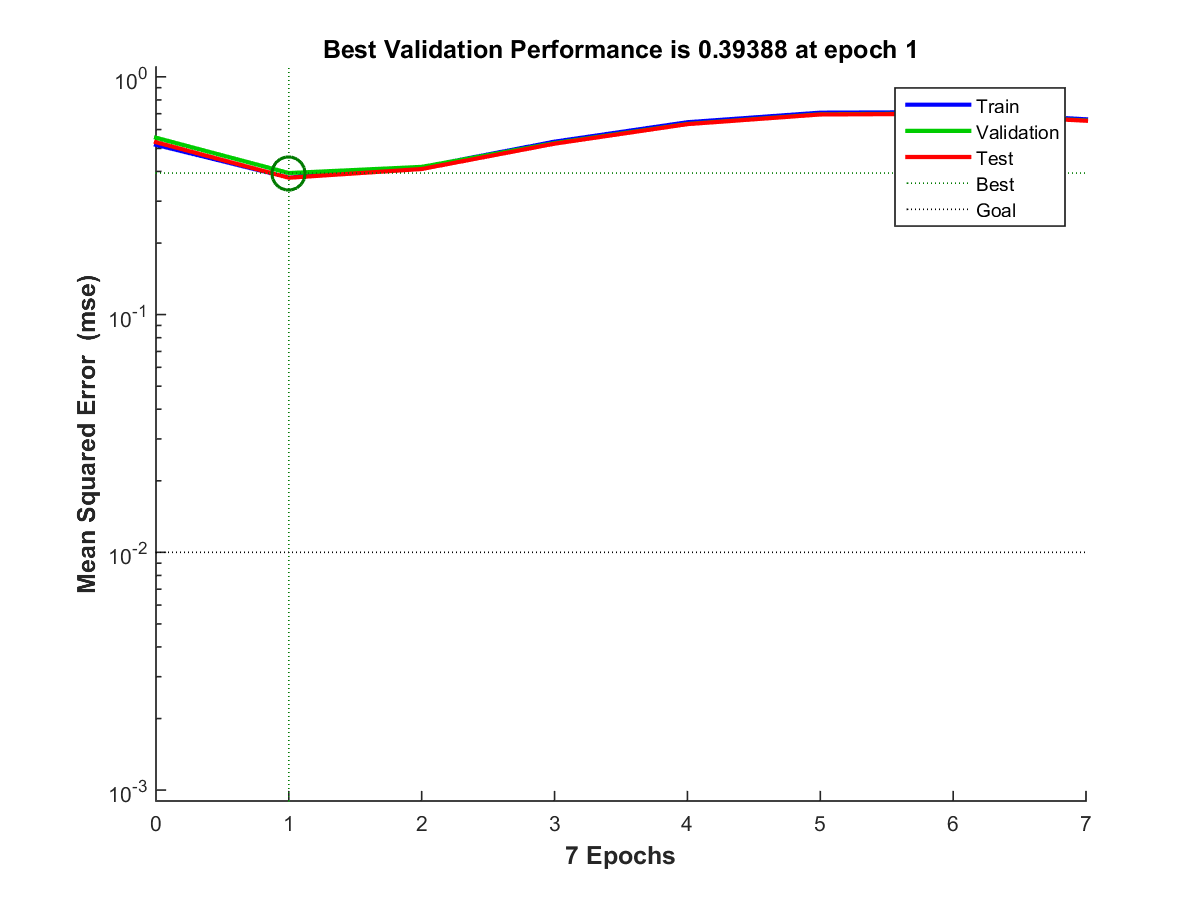 Best Validation Performance is 0.39388 at epoch 1
10^0
10^-1
10^-2
10^-3
Mean Squared Error (mse)
Train
Validation
Test
Best
Goal
0 1 2 3 4 5 6 7
7 Epochs